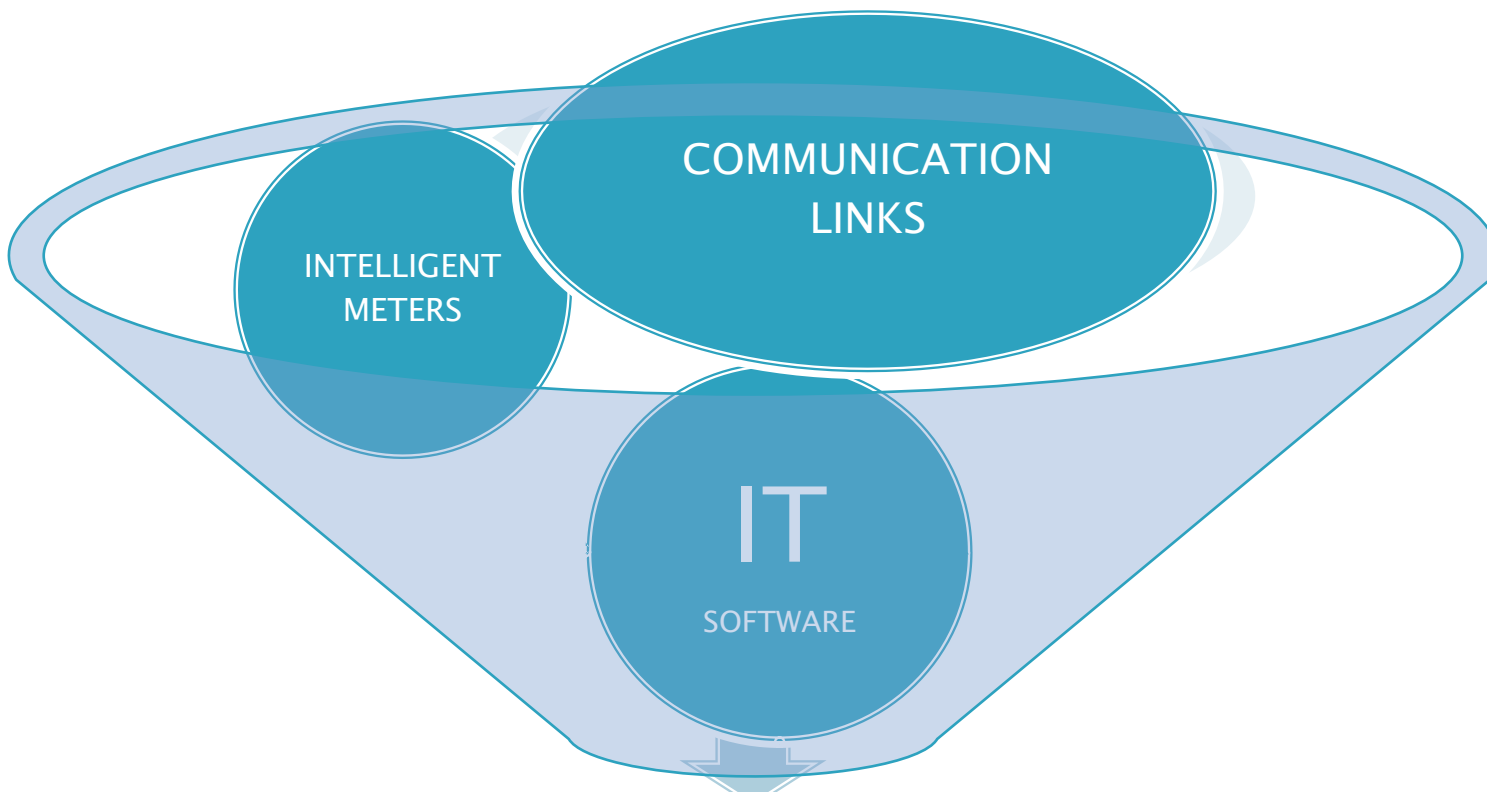 COMMUNICATION
LINKS
INTELLIGENT
METERS
IT
SOFTWARE